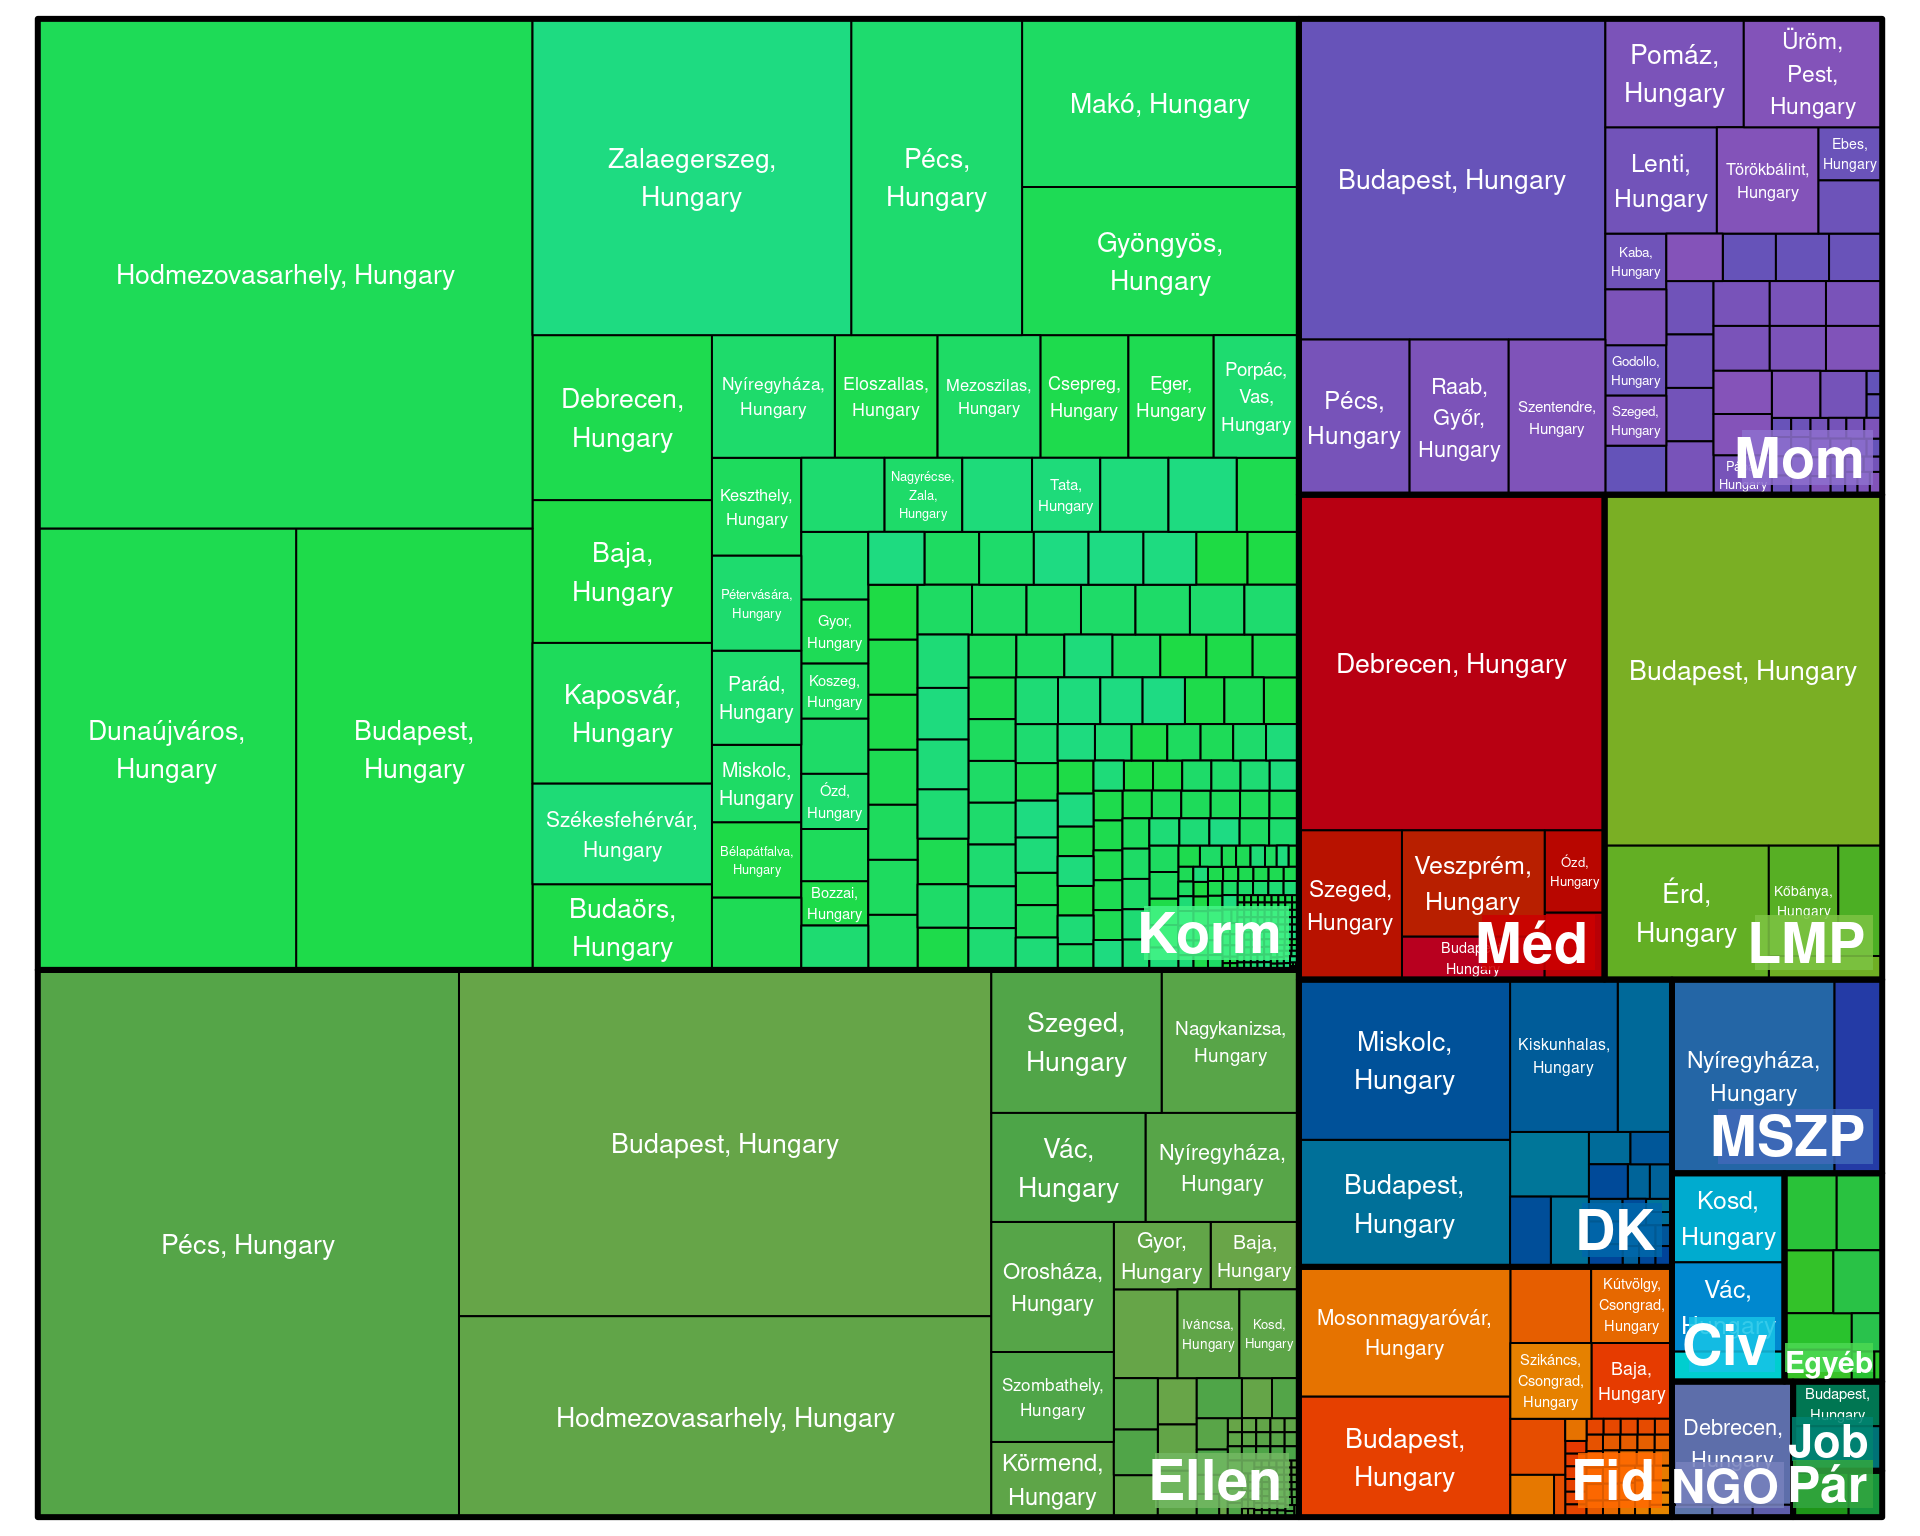 Hodmezovasarhely, Hungary
Zalaegerszeg,
Hungary
Pécs,
Hungary
Makó, Hungary
Gyöngyös,
Hungary
Dunaújváros,
Hungary
Budapest,
Hungary
Debrecen,
Hungary
Baja,
Hungary
Kaposvár,
Hungary
Székesfehérvár,
Hungary
Budaörs,
Hungary
Nyíregyháza,
Hungary
Eloszallas,
Hungary
Mezoszilas,
Hungary
Csepreg,
Hungary
Eger,
Hungary
Porpác,
Vas,
Hungary
Keszthely,
Hungary
Nagyrécse,
Zala,
Hungary
Tata,
Hungary
Pétervására,
Hungary
Gyor,
Hungary
Parád,
Hungary
Koszeg,
Hungary
Miskolc,
Hungary
Ózd,
Hungary
Bélapátfalva,
Hungary
Bozzai,
Hungary
Korm
Budapest, Hungary
Pomáz,
Hungary
Üröm,
Pest,
Hungary
Lenti,
Hungary
Törökbálint,
Hungary
Ebes,
Hungary
Kaba,
Hungary
Godollo,
Hungary
Szeged,
Hungary
Pécs,
Hungary
Raab,
Győr,
Hungary
Szentendre,
Hungary
Hungary
Mom
Debrecen, Hungary
Szeged,
Hungary
Veszprém,
Hungary
Ózd,
Hungary
Hungary
Méd
Budapest, Hungary
Érd,
Hungary
Kőbánya,
Hungary
LMP
Pécs, Hungary
Budapest, Hungary
Hodmezovasarhely, Hungary
Szeged,
Hungary
Nagykanizsa,
Hungary
Vác,
Hungary
Nyíregyháza,
Hungary
Orosháza,
Hungary
Gyor,
Hungary
Baja,
Hungary
Iváncsa,
Hungary
Kosd,
Hungary
Szombathely,
Hungary
Körmend,
Hungary
Ellen
Miskolc,
Hungary
Kiskunhalas,
Hungary
Budapest,
Hungary
DK
Nyíregyháza,
Hungary
MSZP
Mosonmagyaróvár,
Hungary
Kútvölgy,
Csongrad,
Hungary
Szikáncs,
Csongrad,
Hungary
Baja,
Hungary
Budapest,
Hungary
Fid
Kosd,
Hungary
Vác,
Hungary
Civ
Egyéb
Debrecen,
Hungary
NGO
Budapest,
Hungary
Job
Pár